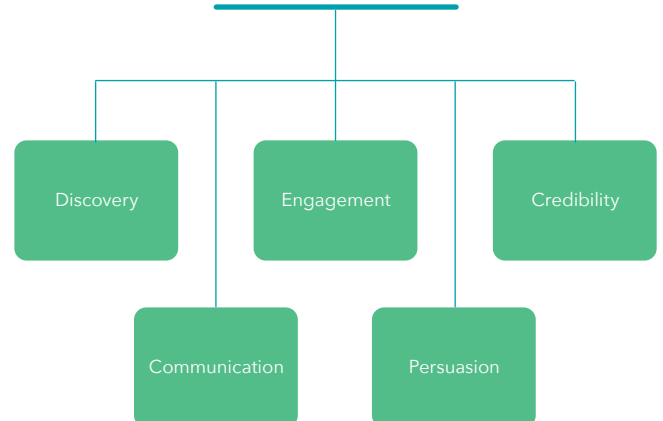 Discovery
Engagement
Credibility
Communication
Persuasion